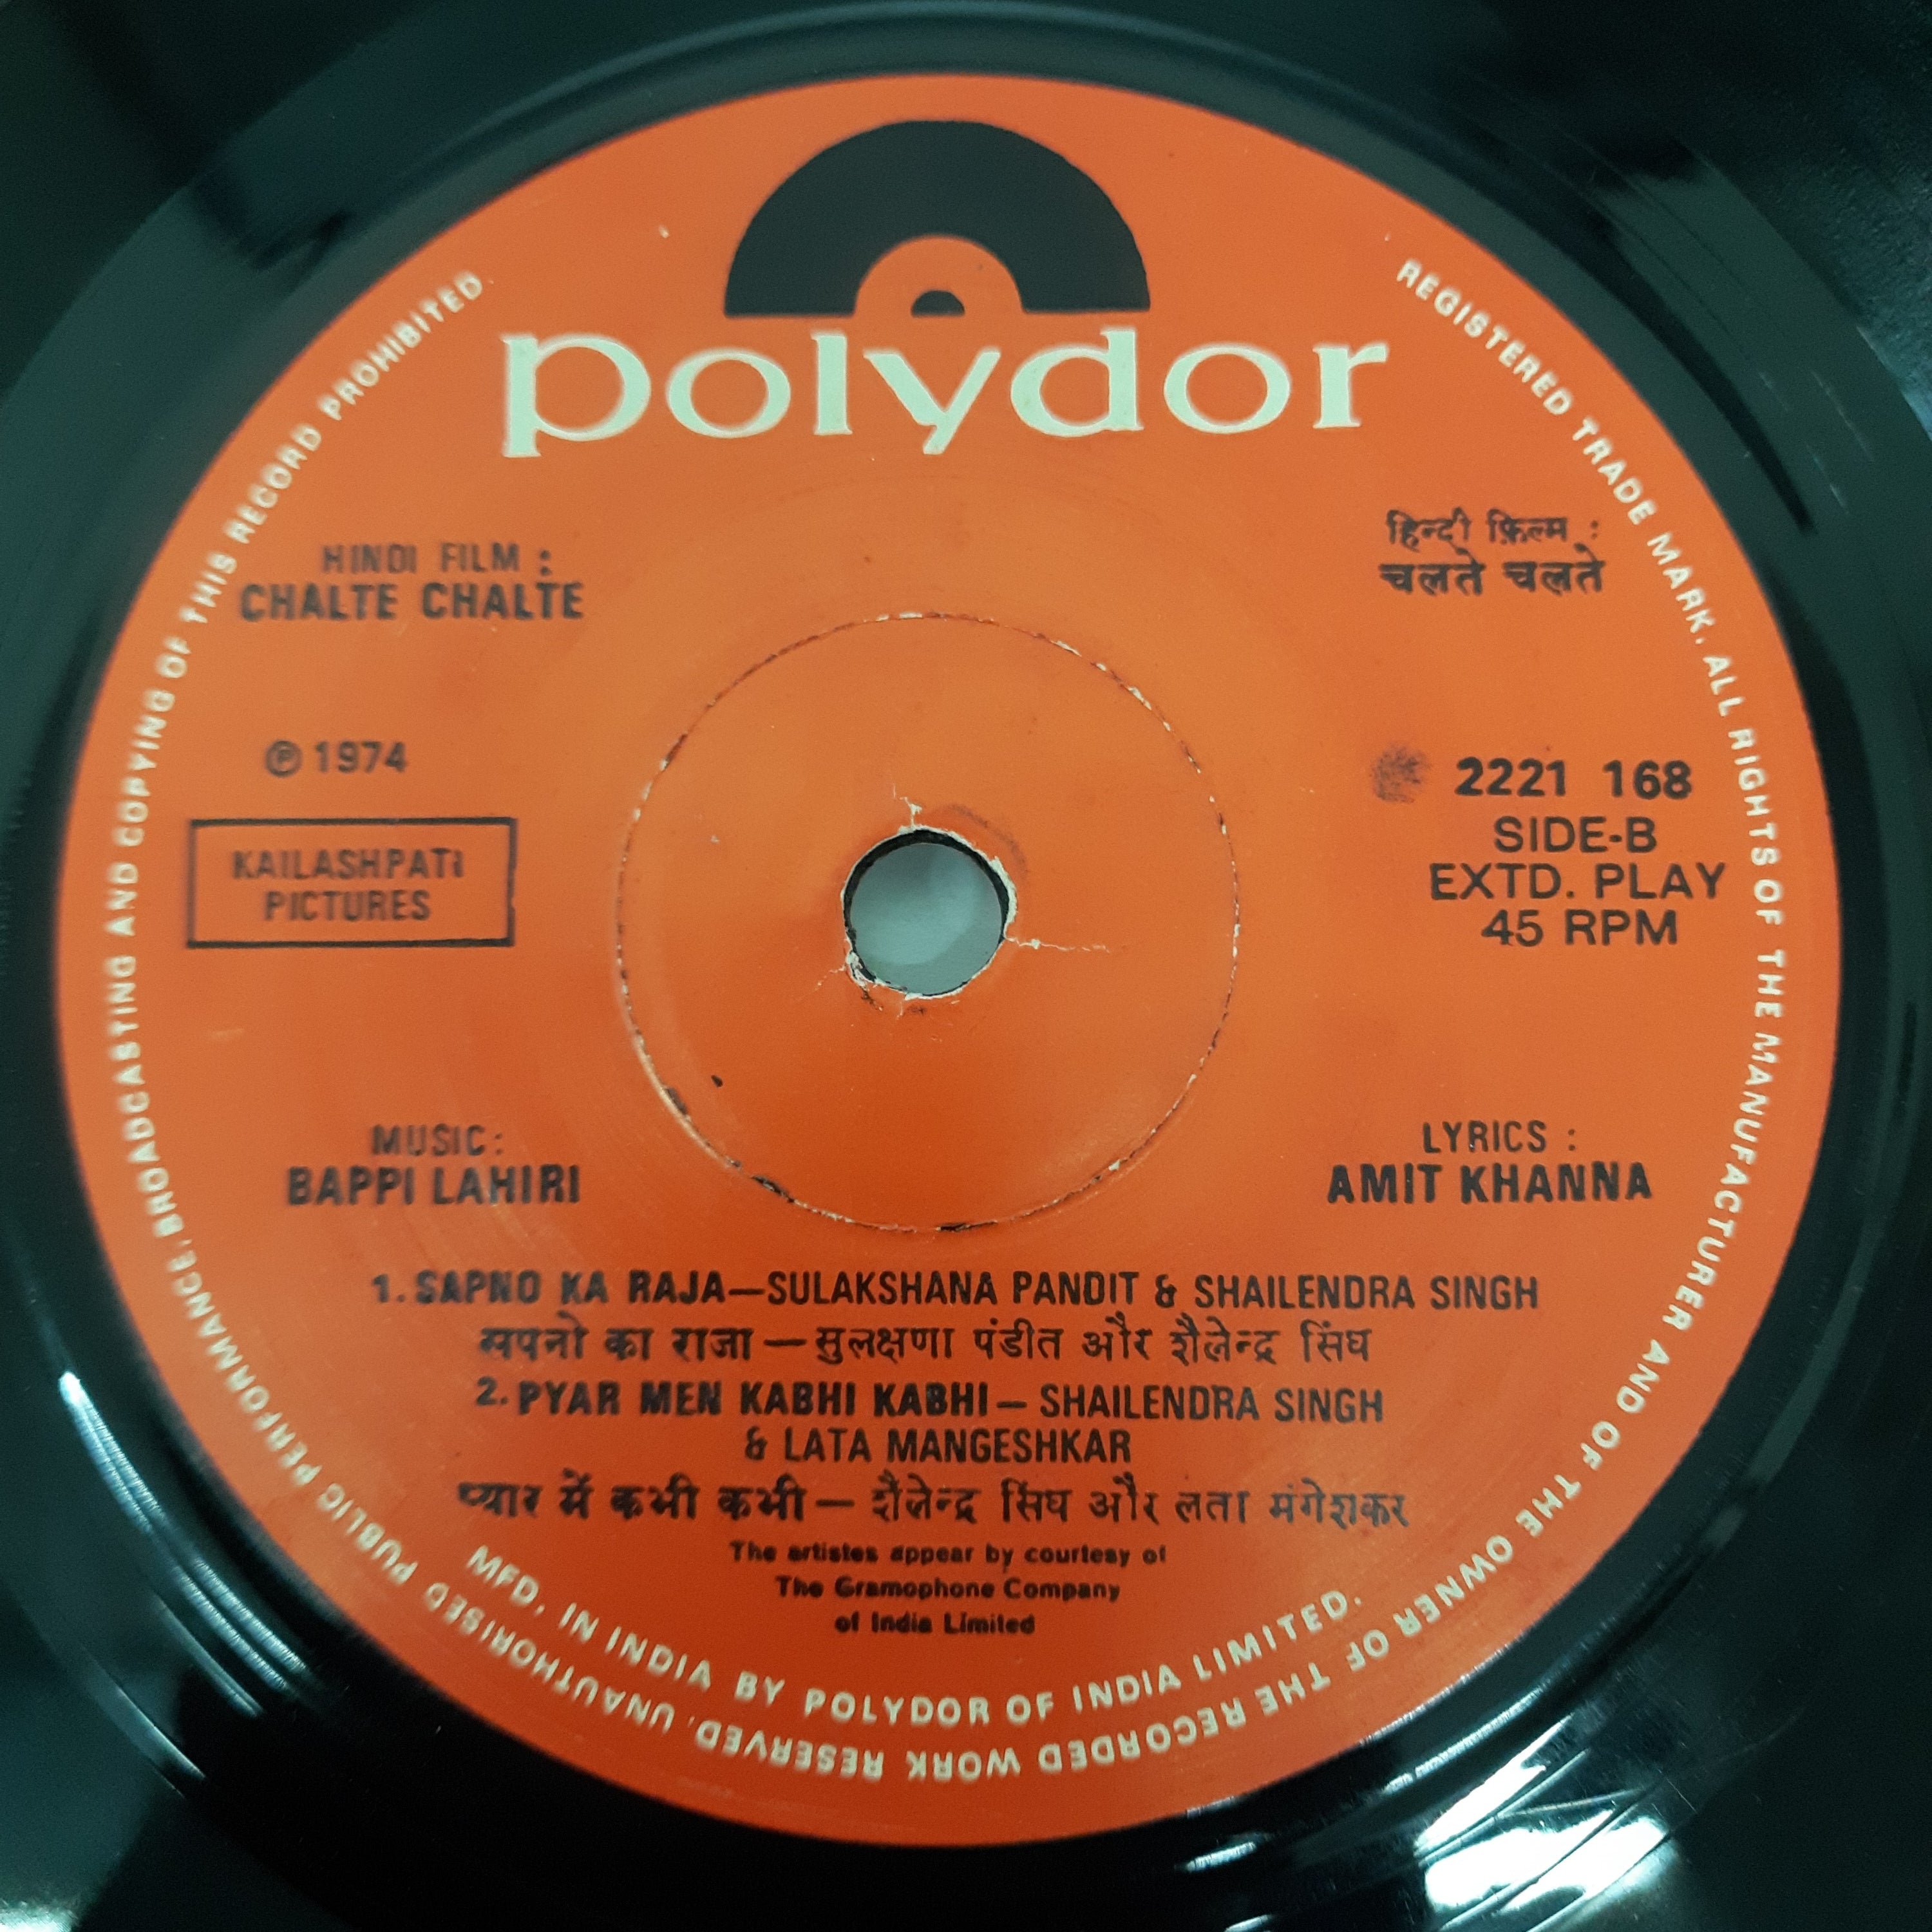 polydor
HINDI FILM :
CHALTE CHALTE
हिन्दी फ़िल्म :
चलते चलते
℗ 1974
KAILASHPATI
PICTURES
2221 168
SIDE-B
EXTD. PLAY
45 RPM
MUSIC:
BAPPI LAHIRI
LYRICS :
AMIT KHANNA
1. SAPNO KA RAJA—SULAKSHANA PANDIT & SHAILENDRA SINGH
सपनो का राजा — सुलक्षणा पंडीत और शैलेन्द्र सिंघ
2. PYAR MEN KABHI KABHI — SHAILENDRA SINGH
& LATA MANGESHKAR
प्यार में कभी कभी — शैलेन्द्र सिंघ और लता मंगेशकर
The artistes appear by courtesy of
The Gramophone Company
of India Limited
MFD. IN INDIA BY POLYDOR OF INDIA LIMITED.
REGISTERED TRADE MARK. ALL RIGHTS OF THE MANUFACTURER AND OF THE OWNER OF THE RECORDED WORK RESERVED. UNAUTHORISED PUBLIC PERFORMANCE, BROADCASTING AND COPYING OF THIS RECORD PROHIBITED.